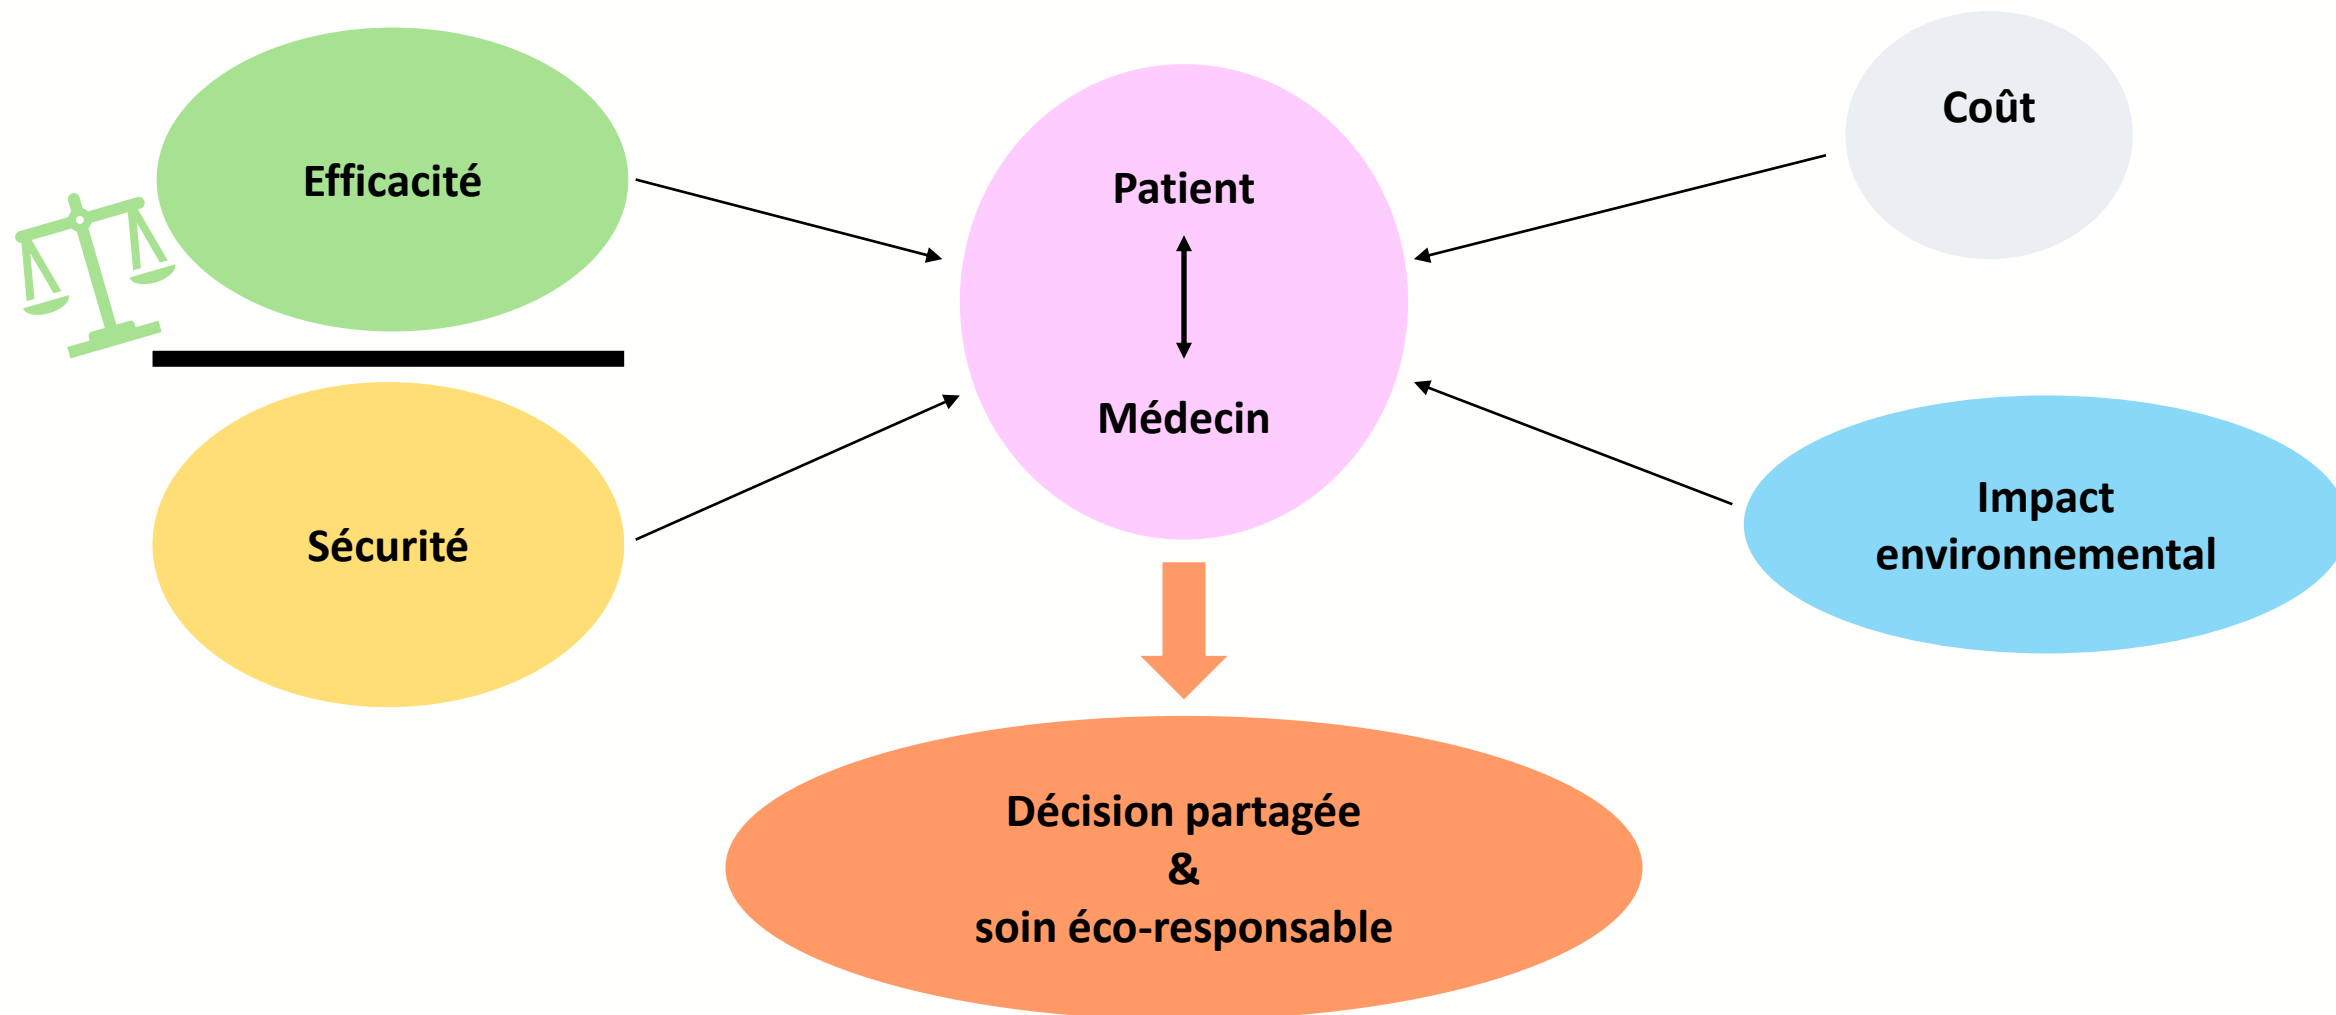 Efficacité
Sécurité
Patient
Médecin
Coût
Impact
environnemental
Décision partagée
&
soin éco-responsable